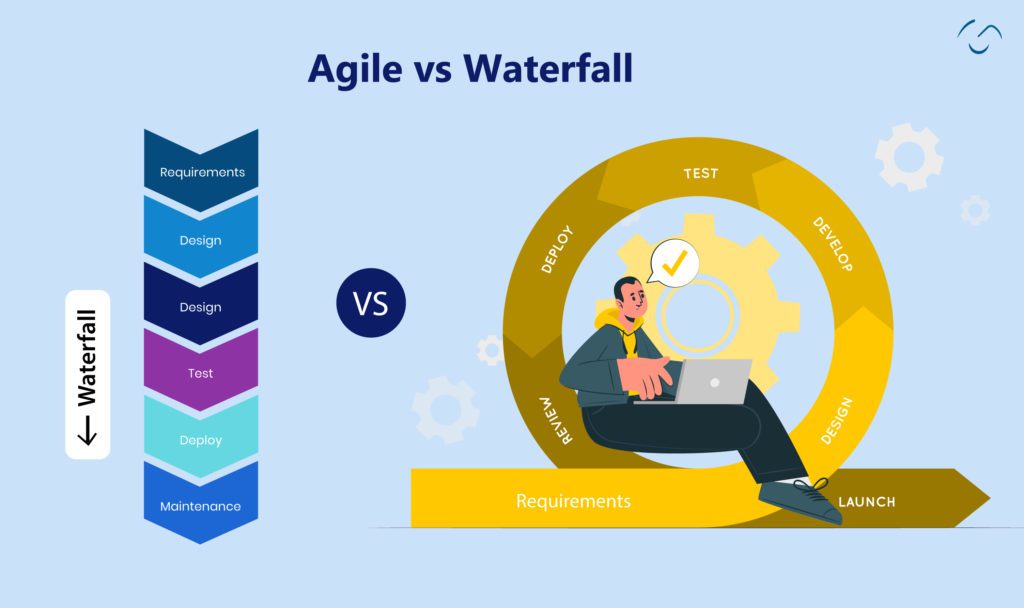 Agile vs Waterfall
Requirements
Design
Design
Test
Deploy
Maintenance
← Waterfall
VS
TEST
DEVELOP
DEPLOY
REVIEW
DESIGN
Requirements
LAUNCH